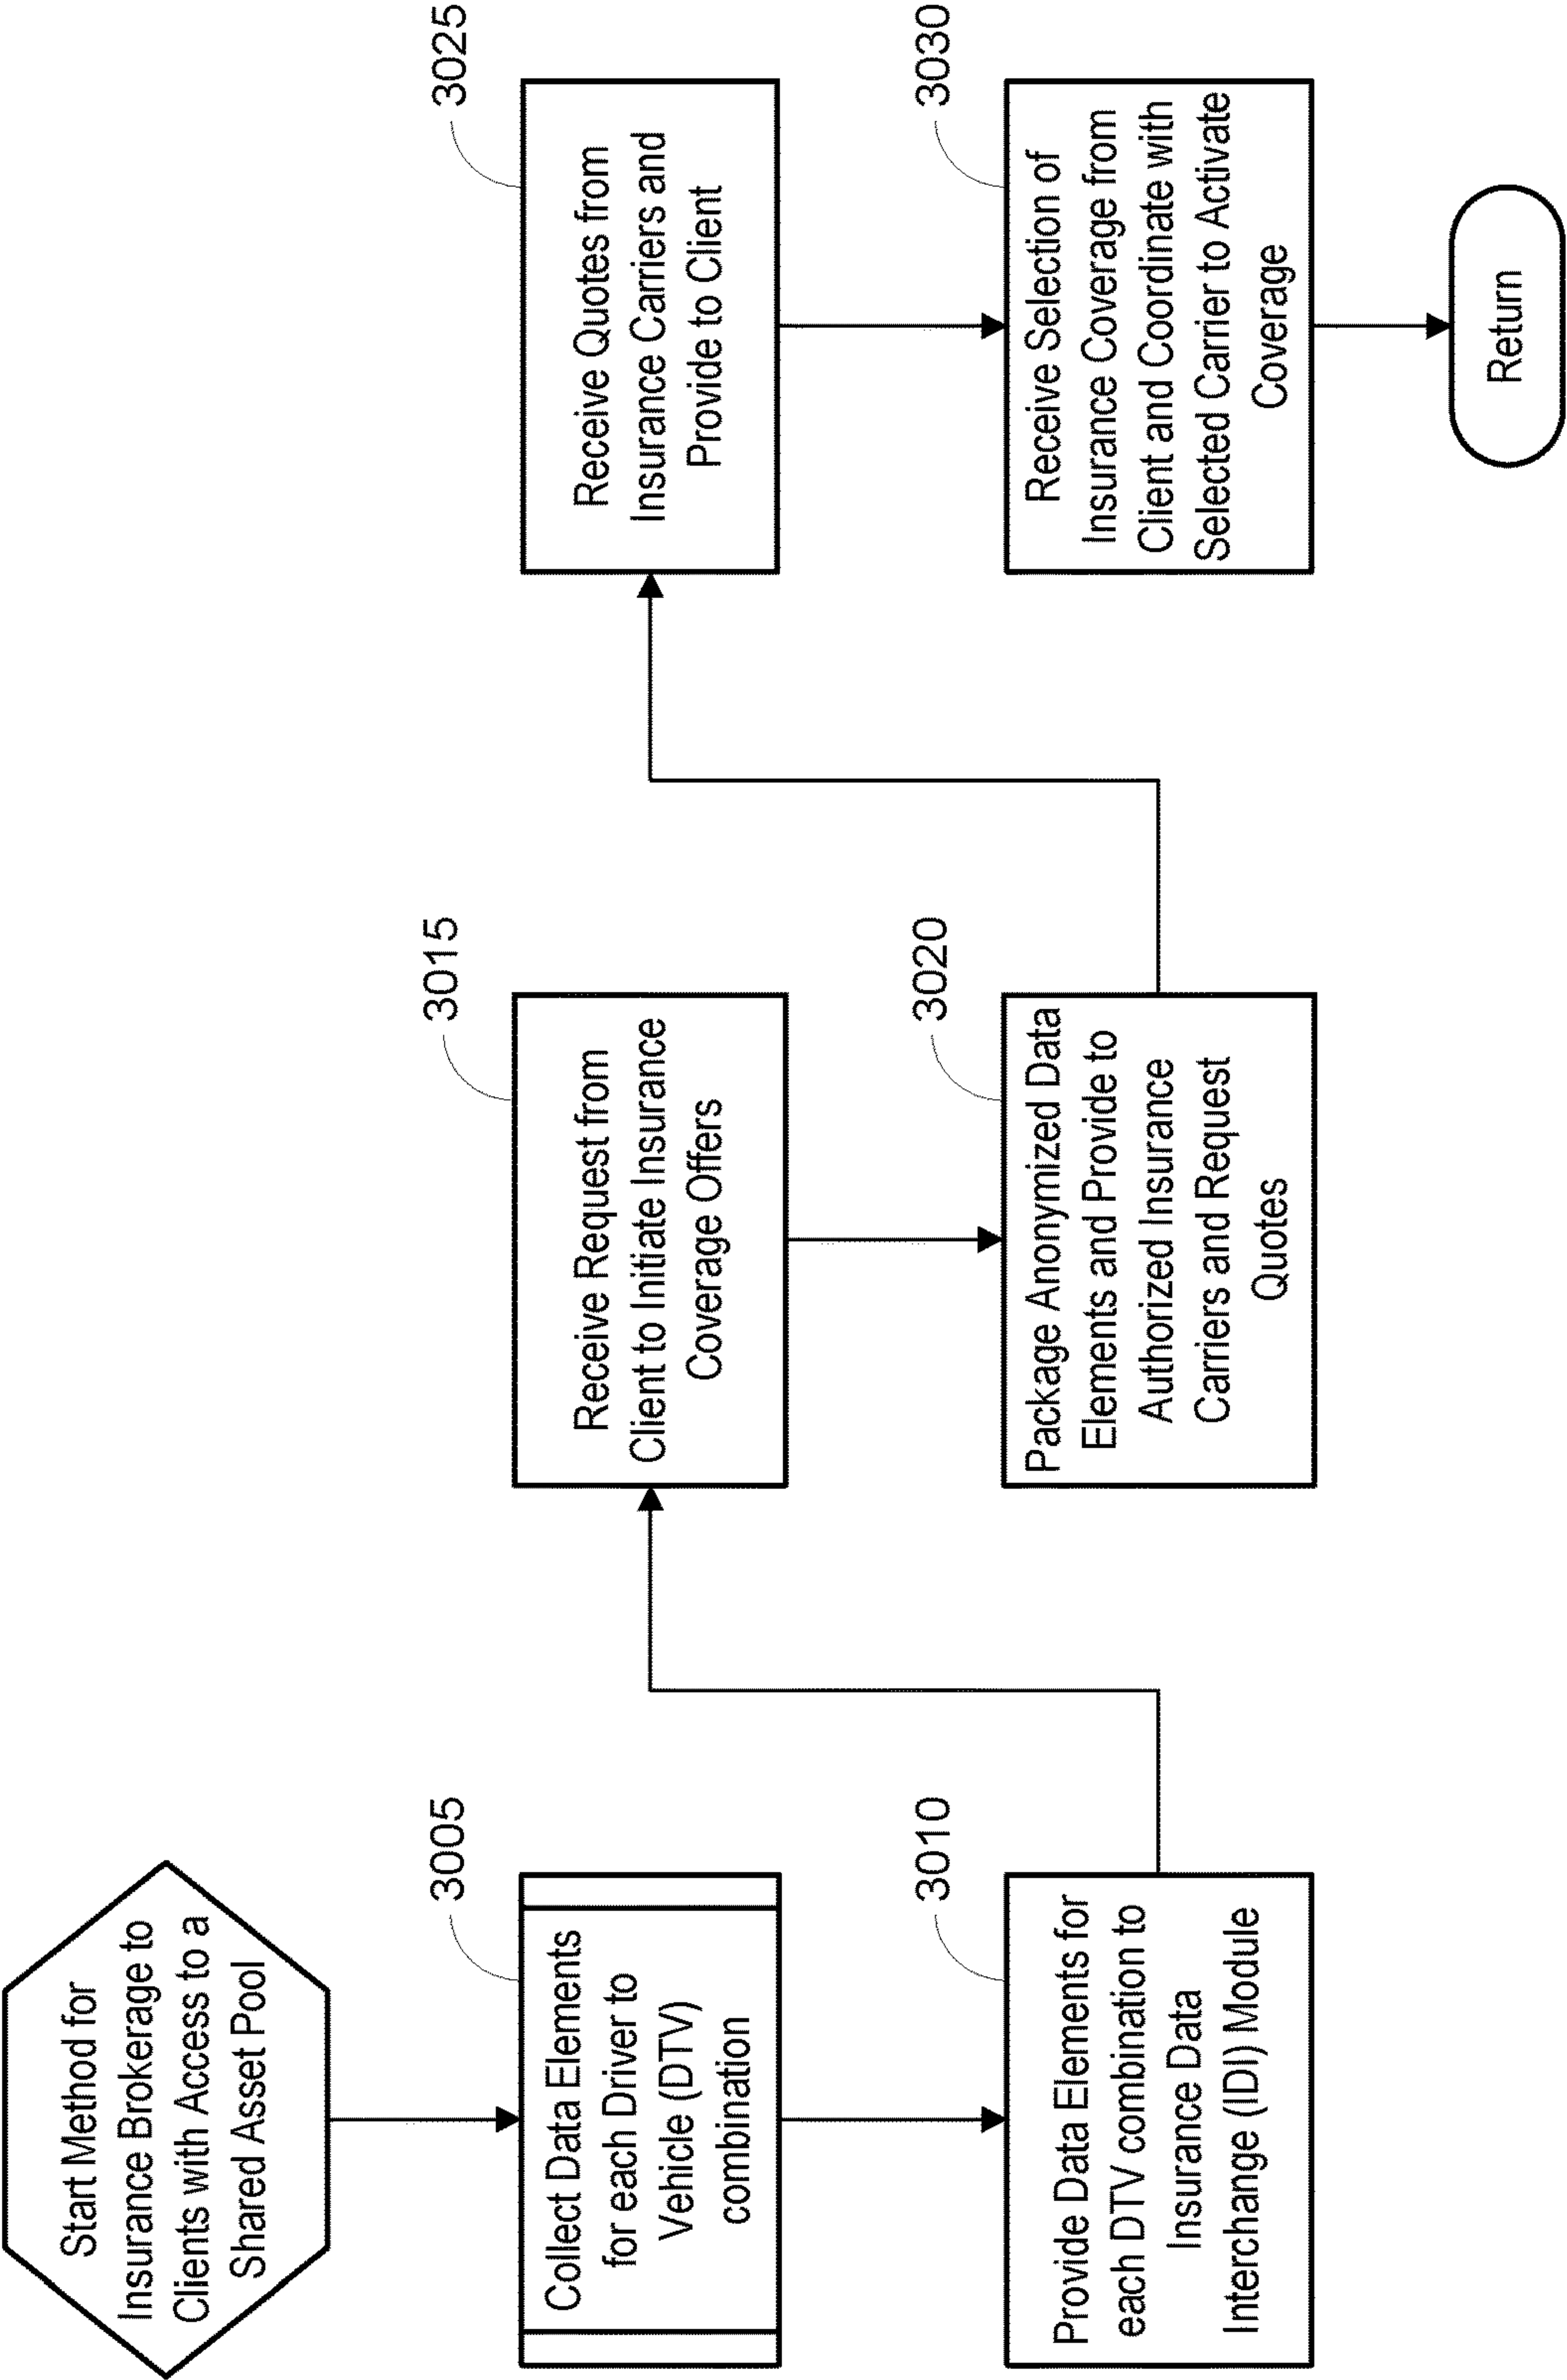 Start Method for
Insurance Brokerage to
Clients with Access to a
Shared Asset Pool
3005
Collect Data Elements
for each Driver to
Vehicle (DTV)
combination
3010
Provide Data Elements for
each DTV combination to
Insurance Data
Interchange (IDI) Module
3015
Receive Request from
Client to Initiate Insurance
Coverage Offers
3020
Package Anonymized Data
Elements and Provide to
Authorized Insurance
Carriers and Request
Quotes
3025
Receive Quotes from
Insurance Carriers and
Provide to Client
3030
Receive Selection of
Insurance Coverage from
Client and Coordinate with
Selected Carrier to Activate
Coverage
Return